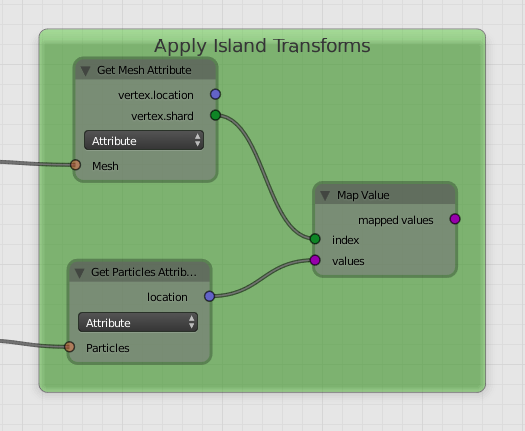 Apply Island Transforms
Get Mesh Attribute
vertex.location
vertex.shard
Attribute
Mesh
Map Value
mapped values
index
values
Get Particles Attrib...
location
Attribute
Particles